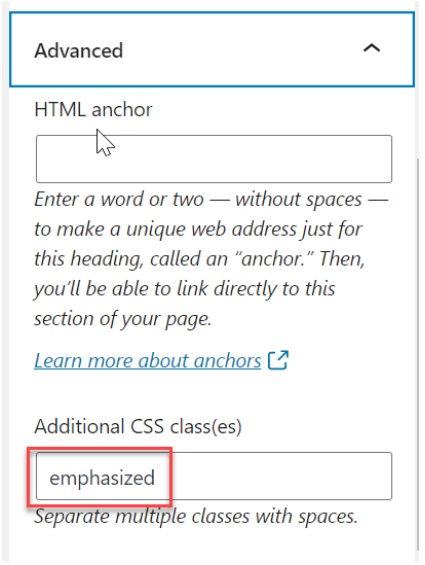 Advanced
HTML anchor
Enter a word or two — without spaces —
to make a unique web address just for
this heading, called an “anchor.” Then,
you’ll be able to link directly to this
section of your page.
Learn more about anchors
Additional CSS class(es)
emphasized
Separate multiple classes with spaces.